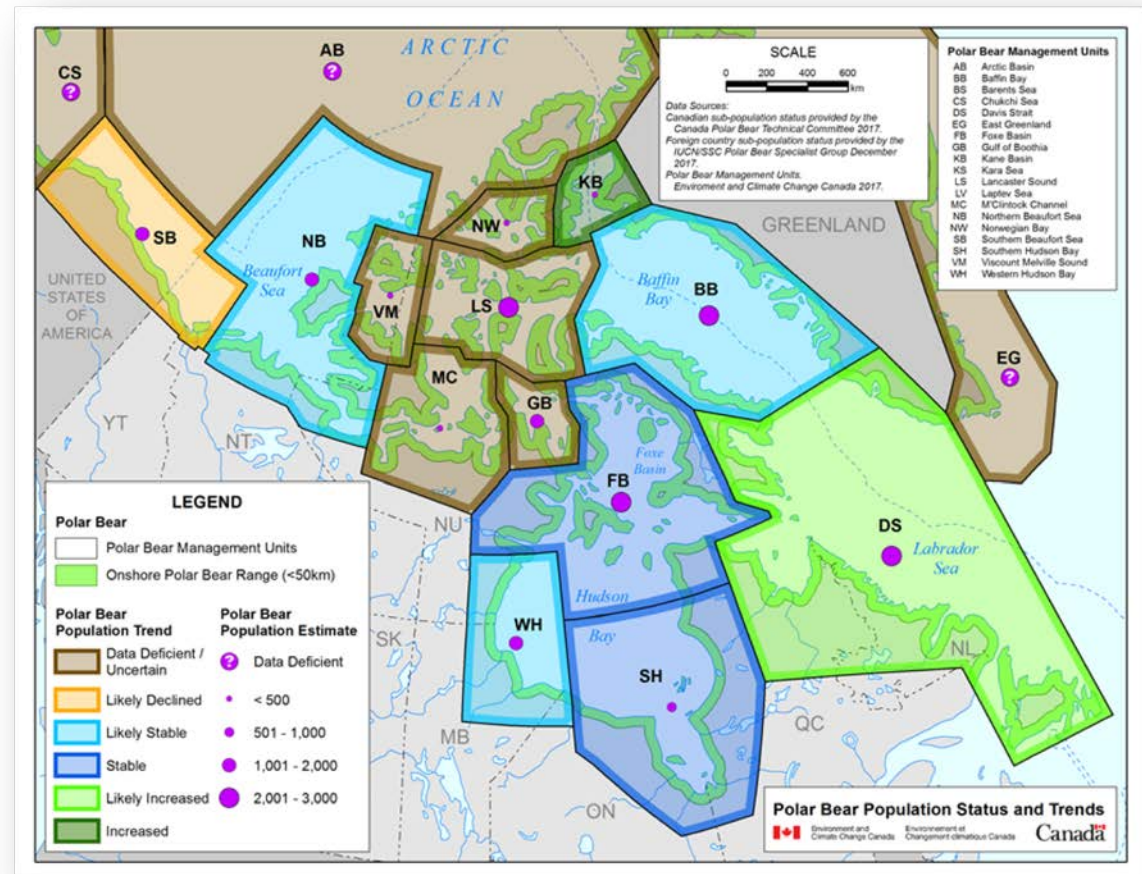 CS
AB
ARCTIC
OCEAN
SCALE
0 200 400 600
km
Data Sources:
Canadian sub-population status provided by the
Canada Polar Bear Technical Committee 2017.
Foreign country sub-population status provided by the
IUCN/SSC Polar Bear Specialist Group December
2017.
Polar Bear Management Units.
Enviroment and Climate Change Canada 2017.
Polar Bear Management Units
AB Arctic Basin
BB Baffin Bay
BS Barents Sea
CS Chukchi Sea
DS Davis Strait
EG East Greenland
FB Foxe Basin
GB Gulf of Boothia
KB Kane Basin
KS Kara Sea
LS Lancaster Sound
LV Laptev Sea
MC M'Clintock Channel
NB Northern Beaufort Sea
NW Norwegian Bay
SB Southern Beaufort Sea
SH Southern Hudson Bay
VM Viscount Melville Sound
WH Western Hudson Bay
KB
NW
GREENLAND
SB
NB
Beaufort
Sea
UNITED
STATES
OF
AMERICA
VM
LS
Baffin
Bay
BB
EG
MC
GB
YT
NT
Foxe
Basin
FB
NU
DS
Labrador
Sea
Hudson
Bay
WH
SK
SH
NL
MB
QC
ON
LEGEND
Polar Bear
Polar Bear Management Units
Onshore Polar Bear Range (<50km)
Polar Bear
Population Trend
Data Deficient /
Uncertain
Likely Declined
Likely Stable
Stable
Likely Increased
Increased
Polar Bear
Population Estimate
? Data Deficient
< 500
501 - 1,000
1,001 - 2,000
2,001 - 3,000
Polar Bear Population Status and Trends
Environment and
Climate Change Canada
Environnement et
Changement climatique Canada
Canada